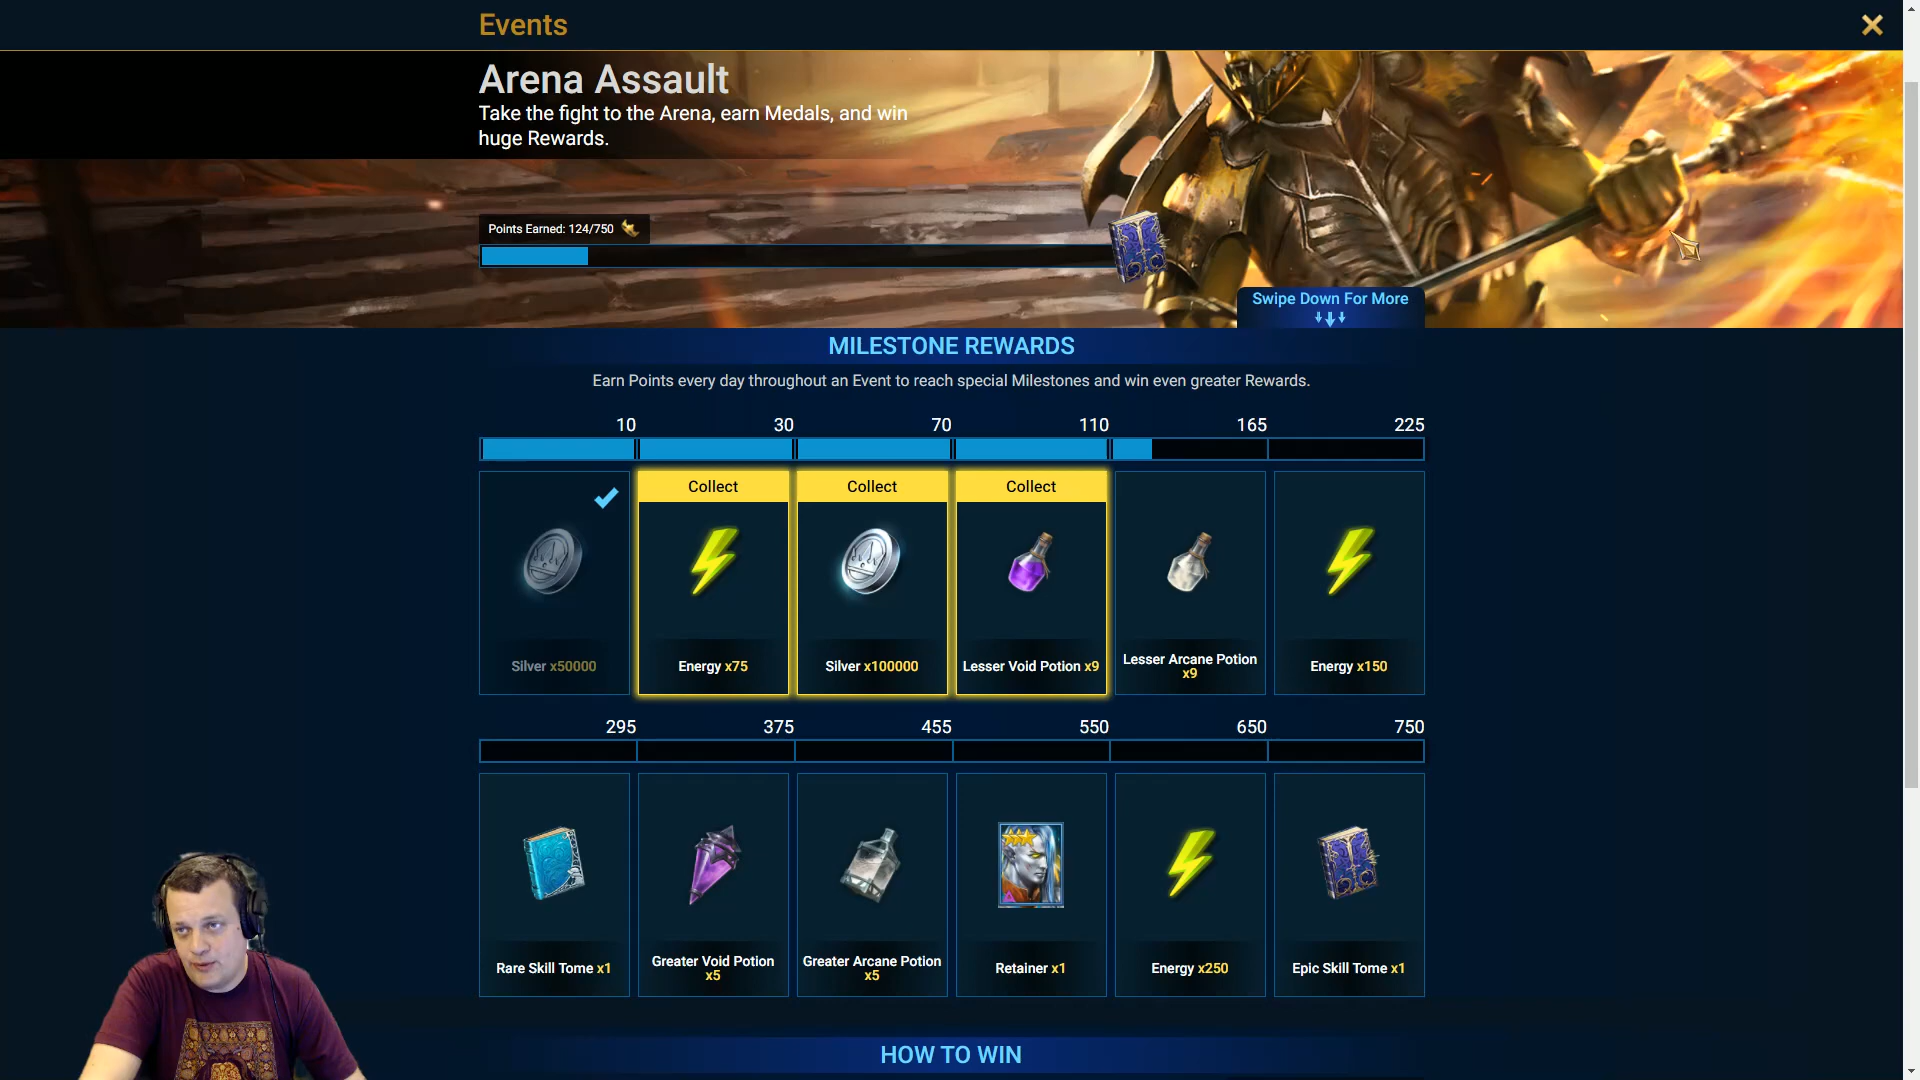 Events
Arena Assault
Take the fight to the Arena, earn Medals, and win
huge Rewards.
Points Earned: 124/750
Swipe Down For More
MILESTONE REWARDS
Earn Points every day throughout an Event to reach special Milestones and win even greater Rewards.
10 30 70 110 165 225
Collect Collect Collect
Silver x50000 Energy x75 Silver x100000 Lesser Void Potion x9 Lesser Arcane Potion
x9 Energy x150
295 375 455 550 650 750
Rare Skill Tome x1 Greater Void Potion
x5 Greater Arcane Potion
x5 Retainer x1 Energy x250 Epic Skill Tome x1
HOW TO WIN